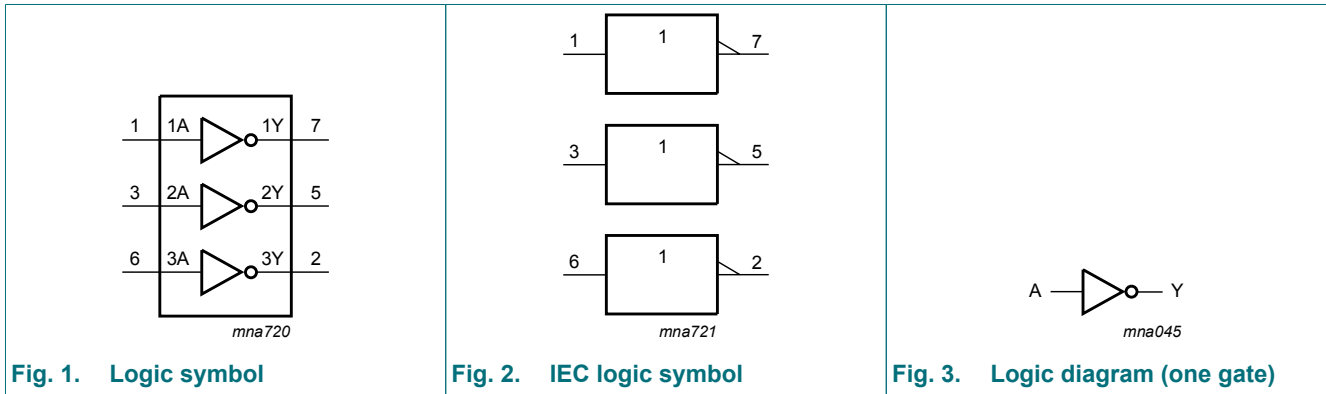 1 1A 1Y 7
3 2A 2Y 5
6 3A 3Y 2
mna720
Fig. 1. Logic symbol
1 1 7
3 1 5
6 1 2
mna721
Fig. 2. IEC logic symbol
A Y
mna045
Fig. 3. Logic diagram (one gate)